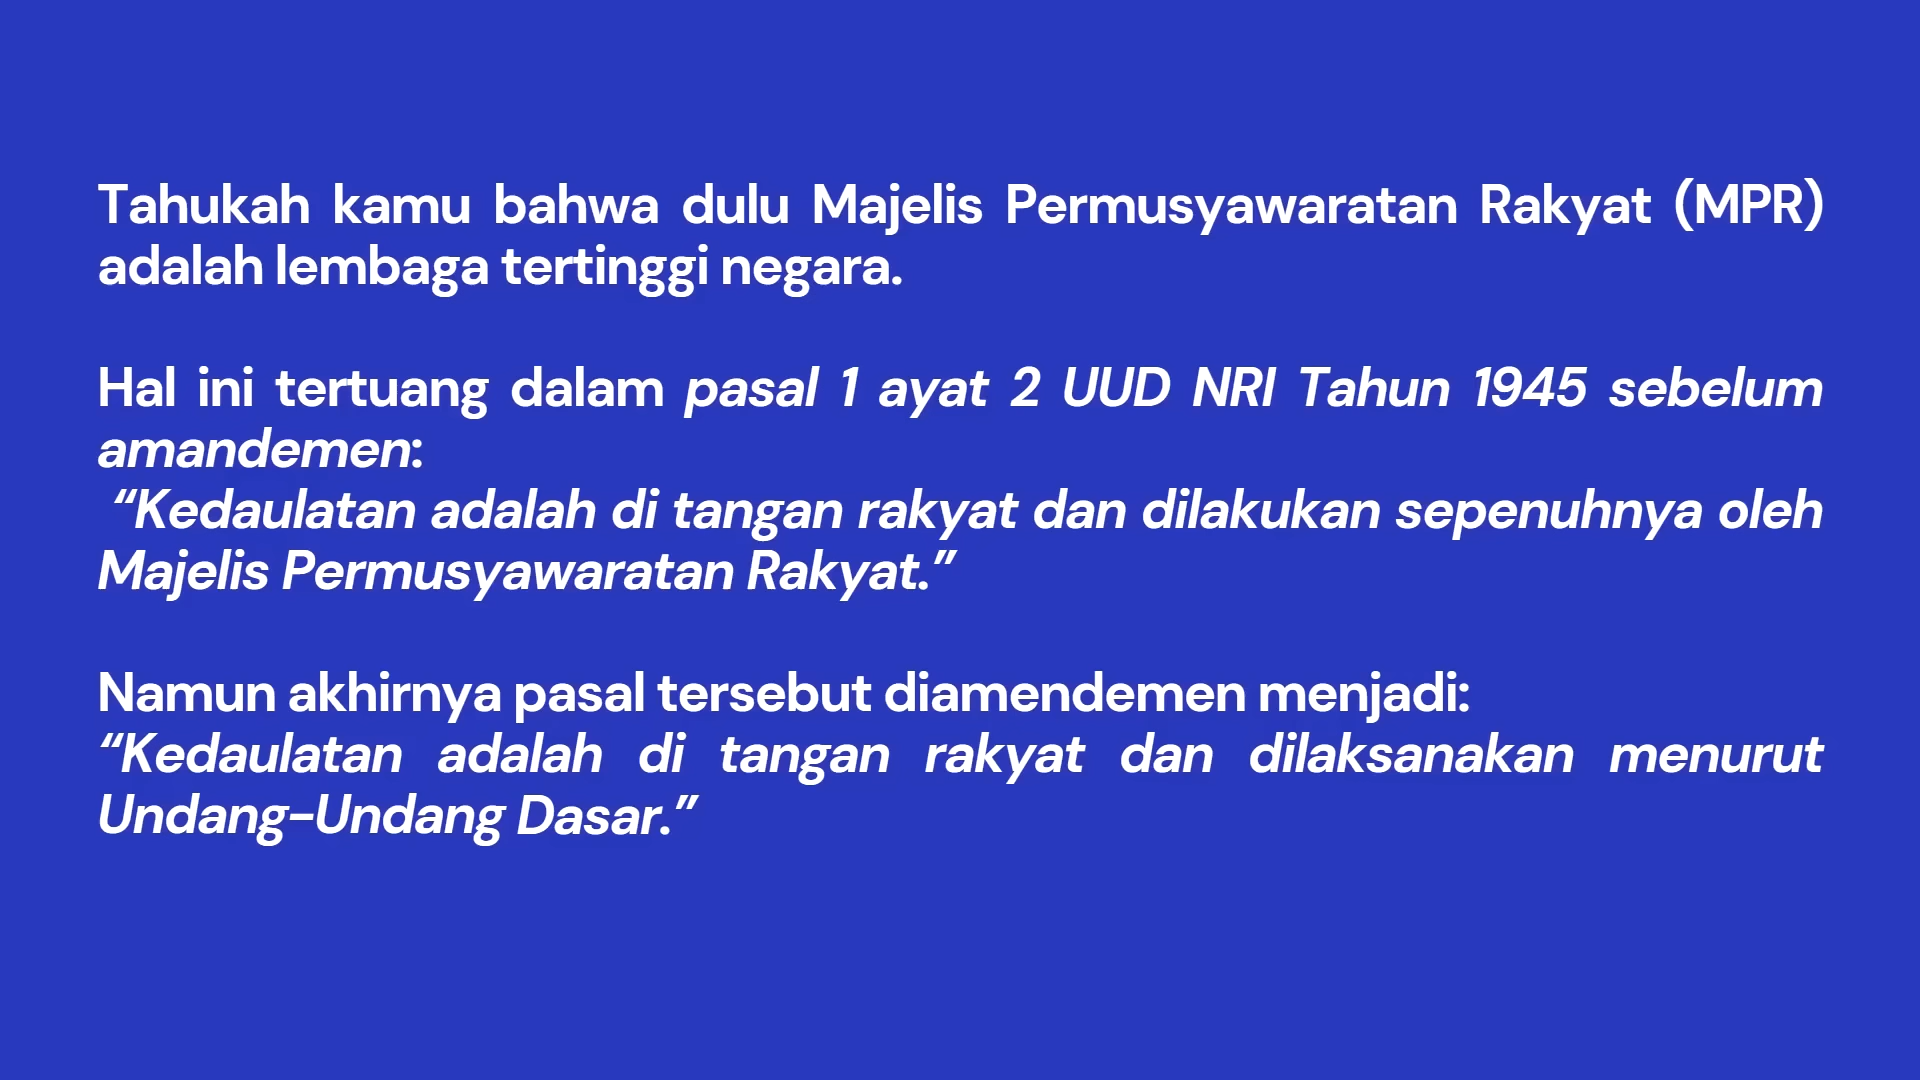 Tahukah kamu bahwa dulu Majelis Permusyawaratan Rakyat (MPR)
adalah lembaga tertinggi negara.
Hal ini tertuang dalam pasal 1 ayat 2 UUD NRI Tahun 1945 sebelum
amandemen:
“Kedaulatan adalah di tangan rakyat dan dilakukan sepenuhnya oleh
Majelis Permusyawaratan Rakyat.”
Namun akhirnya pasal tersebut diamendemen menjadi:
“Kedaulatan adalah di tangan rakyat dan dilaksanakan menurut
Undang-Undang Dasar.”